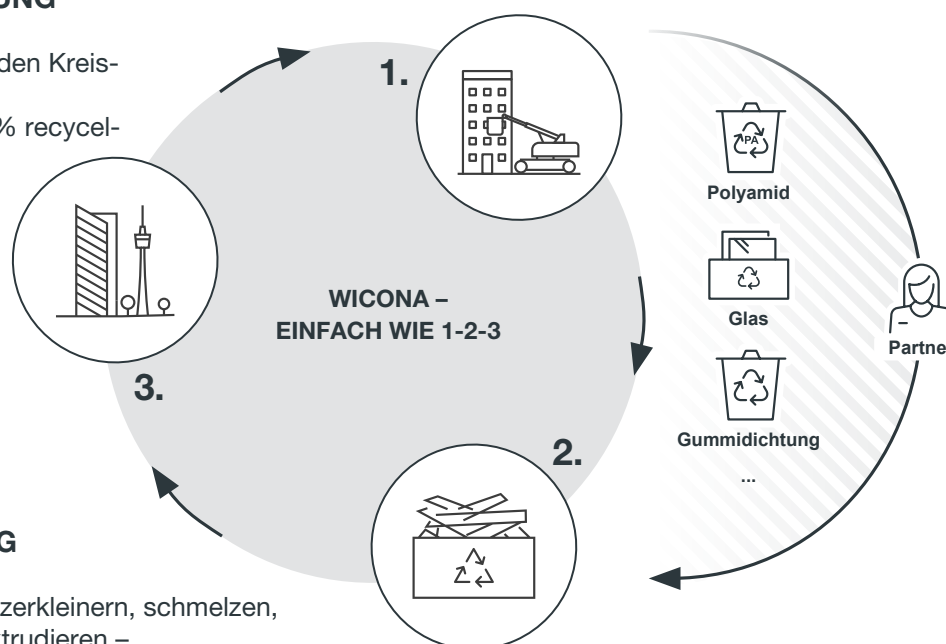 UNG
den Kreis-
% recycel-
1.
PA
Polyamid
Glas
Gummidichtung
...
Partne
WICONA –
EINFACH WIE 1-2-3
3.
2.
G
zerkleinern, schmelzen,
trudieren –